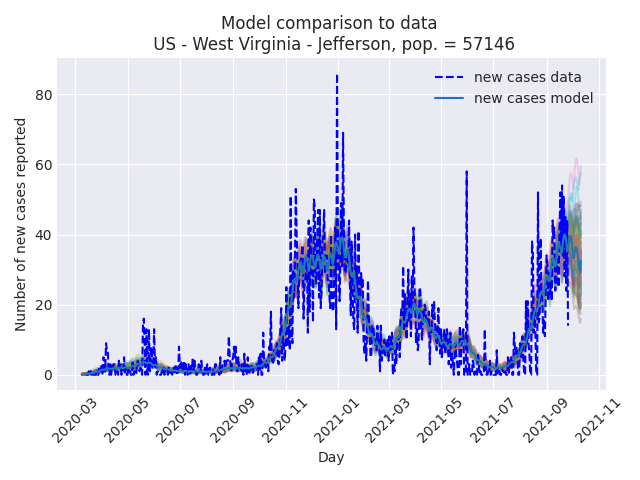 Model comparison to data
US - West Virginia - Jefferson, pop. = 57146
new cases data
new cases model
Number of new cases reported
80
60
40
20
0
2020-03
2020-05
2020-07
2020-09
2020-11
2021-01
2021-03
2021-05
2021-07
2021-09
2021-11
Day